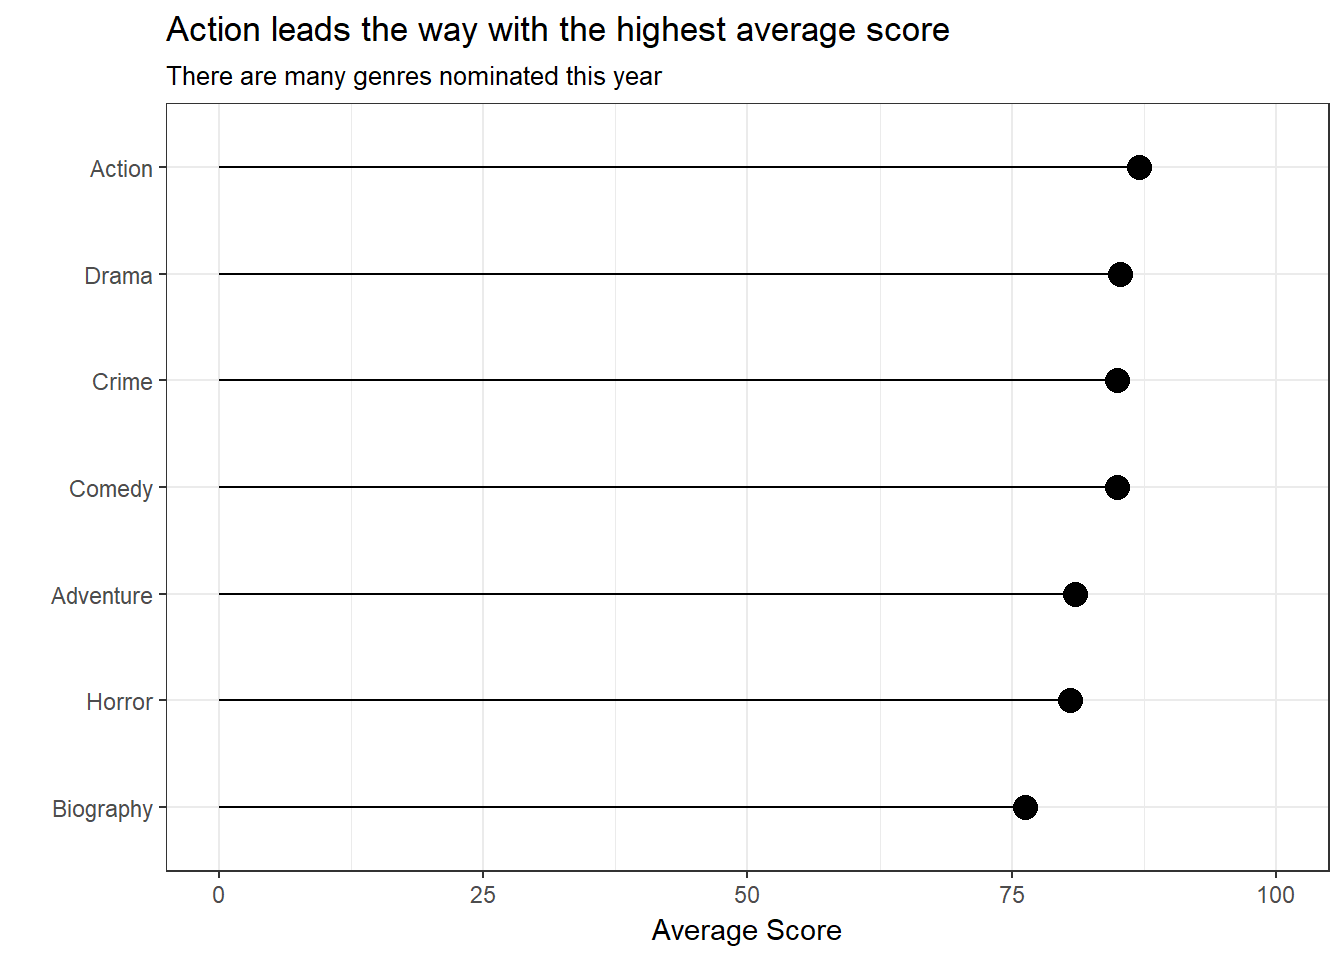 Action leads the way with the highest average score
There are many genres nominated this year
Action
Drama
Crime
Comedy
Adventure
Horror
Biography
0 25 50 75 100
Average Score